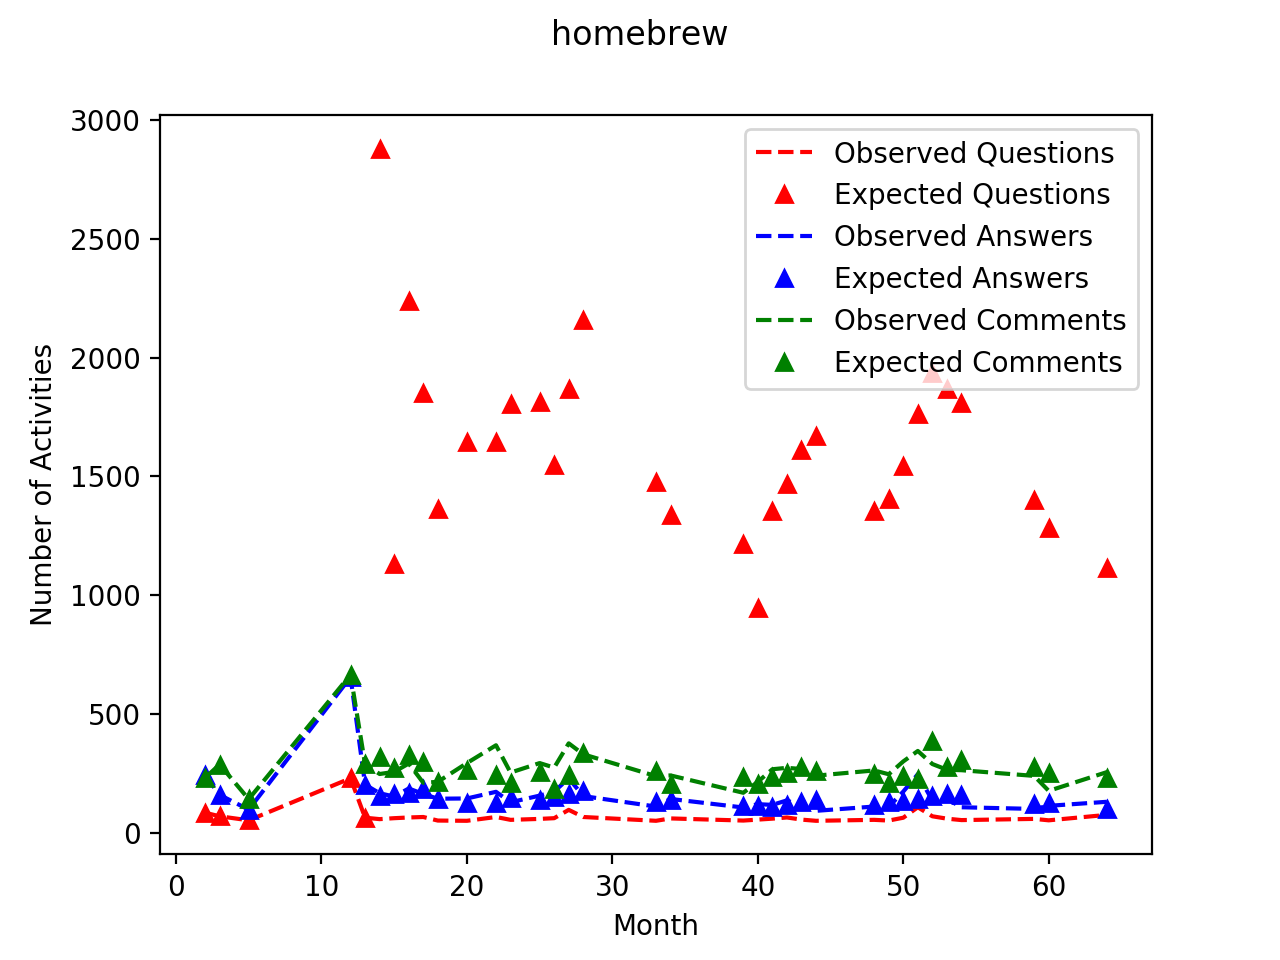 homebrew
3000
2500
2000
1500
1000
500
0
Number of Activities
Observed Questions
Expected Questions
Observed Answers
Expected Answers
Observed Comments
Expected Comments
0 10 20 30 40 50 60
Month